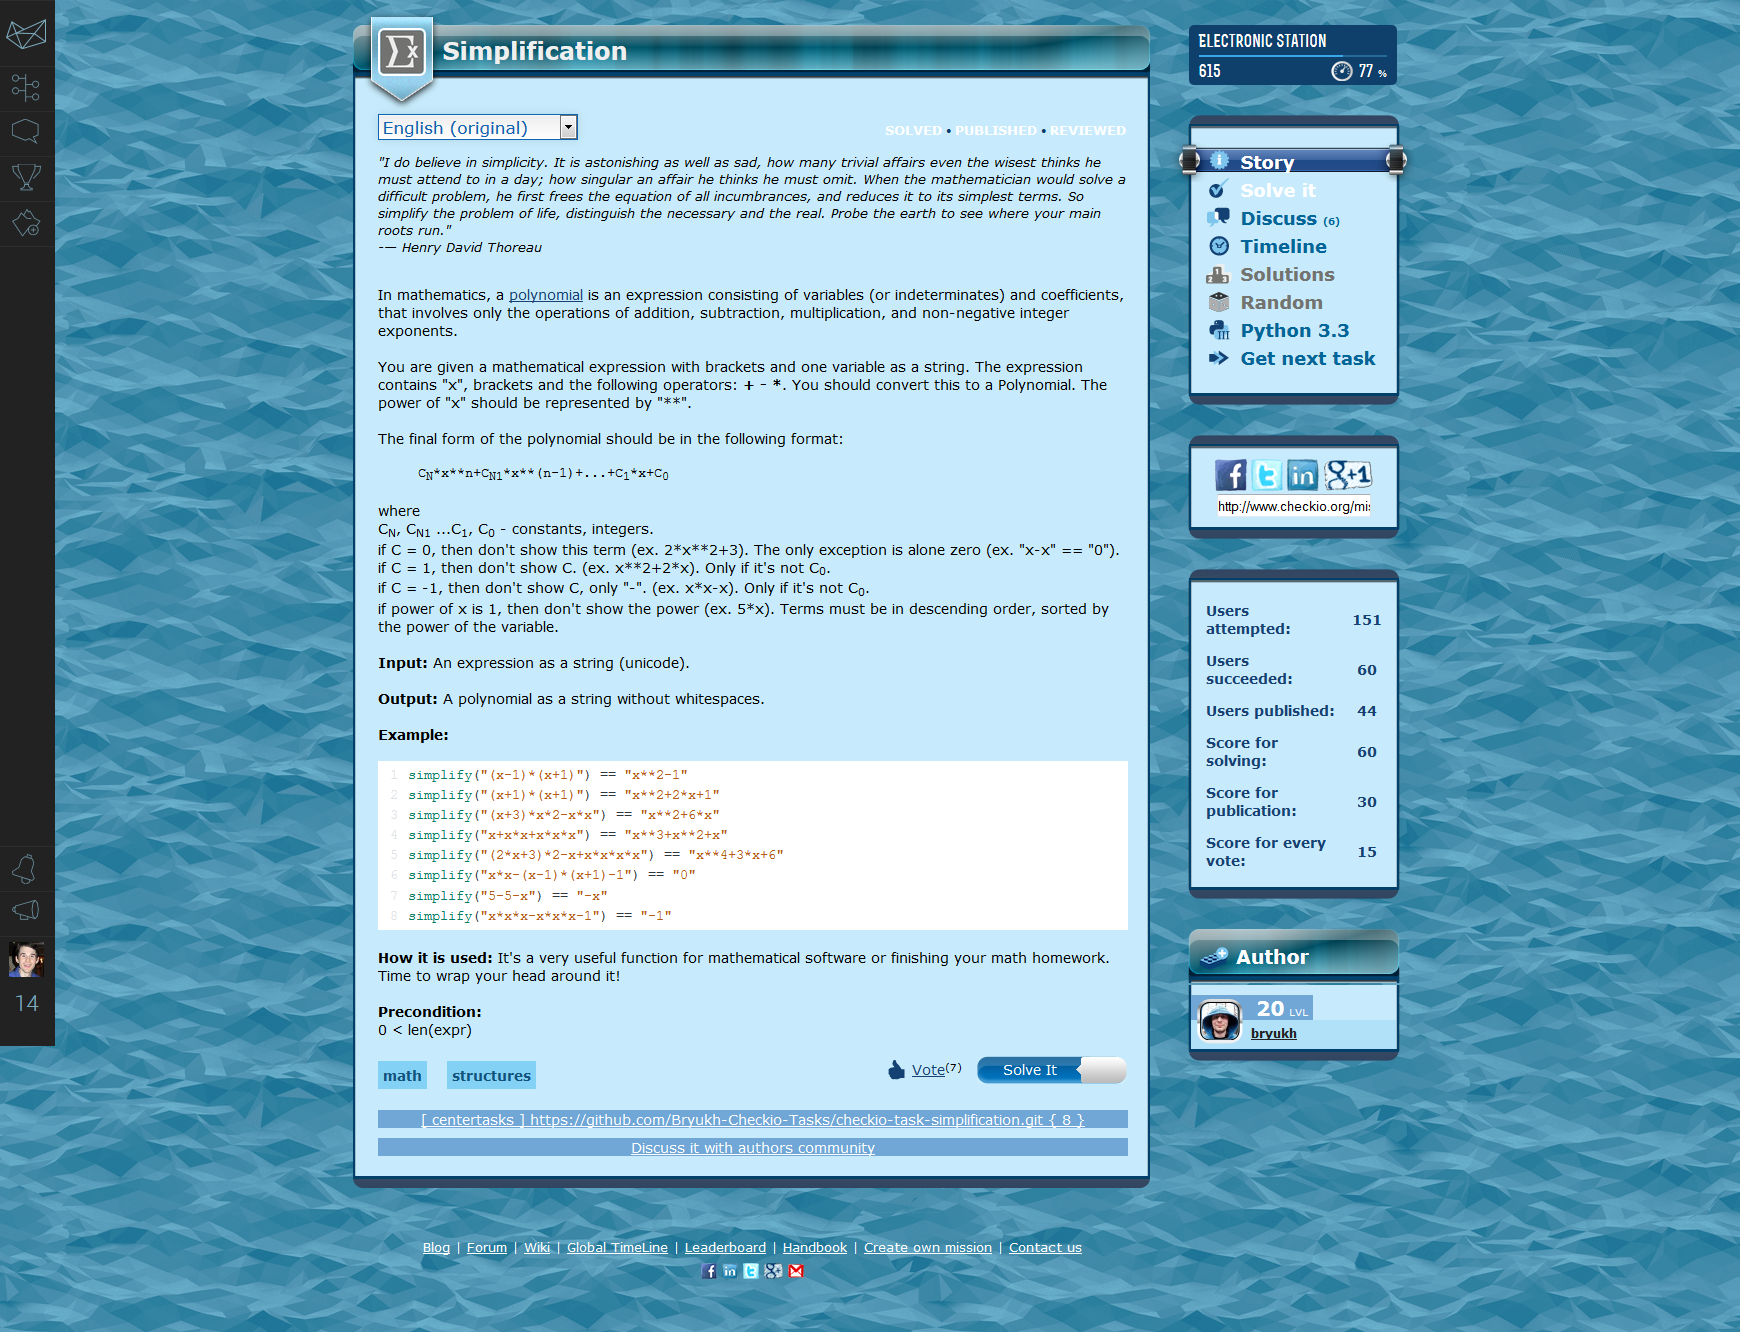 Simplification
English (original)
SOLVED • PUBLISHED • REVIEWED
"I do believe in simplicity. It is astonishing as well as sad, how many trivial affairs even the wisest thinks he
must attend to in a day; how singular an affair he thinks he must omit. When the mathematician would solve a
difficult problem, he first frees the equation of all incumbrances, and reduces it to its simplest terms. So
simplify the problem of life, distinguish the necessary and the real. Probe the earth to see where your main
roots run."
-— Henry David Thoreau
In mathematics, a polynomial is an expression consisting of variables (or indeterminates) and coefficients,
that involves only the operations of addition, subtraction, multiplication, and non-negative integer
exponents.
You are given a mathematical expression with brackets and one variable as a string. The expression
contains "x", brackets and the following operators: + - *. You should convert this to a Polynomial. The
power of "x" should be represented by "**".
The final form of the polynomial should be in the following format:
CN*x**n+CN1*x**(n-1)+...+C1*x+C0
where
CN, CN1 ...C1, C0 - constants, integers.
if C = 0, then don't show this term (ex. 2*x**2+3). The only exception is alone zero (ex. "x-x" == "0").
if C = 1, then don't show C. (ex. x**2+2*x). Only if it's not C0.
if C = -1, then don't show C, only "-". (ex. x*x-x). Only if it's not C0.
if power of x is 1, then don't show the power (ex. 5*x). Terms must be in descending order, sorted by
the power of the variable.
Input: An expression as a string (unicode).
Output: A polynomial as a string without whitespaces.
Example:
1 simplify("(x-1)*(x+1)") == "x**2-1"
2 simplify("(x+1)*(x+1)") == "x**2+2*x+1"
3 simplify("(x+3)*x*2-x*x") == "x**2+6*x"
4 simplify("x+x*x+x*x*x") == "x**3+x**2+x"
5 simplify("(2*x+3)*2-x+x*x*x*x") == "x**4+3*x+6"
6 simplify("x*x-(x-1)*(x+1)-1") == "0"
7 simplify("5-5-x") == "-x"
8 simplify("x*x*x-x*x*x-1") == "-1"
How it is used: It's a very useful function for mathematical software or finishing your math homework.
Time to wrap your head around it!
Precondition:
0 < len(expr)
math structures
Vote(7) Solve It
[ centertasks ] https://github.com/Bryukh-Checkio-Tasks/checkio-task-simplification.git { 8 }
Discuss it with authors community
ELECTRONIC STATION
615 77 %
Story
Solve it
Discuss (6)
Timeline
Solutions
Random
Python 3.3
Get next task
http://www.checkio.org/mis
Users attempted: 151
Users succeeded: 60
Users published: 44
Score for solving: 60
Score for publication: 30
Score for every vote: 15
Author
20 LVL
bryukh
14
Blog | Forum | Wiki | Global TimeLine | Leaderboard | Handbook | Create own mission | Contact us